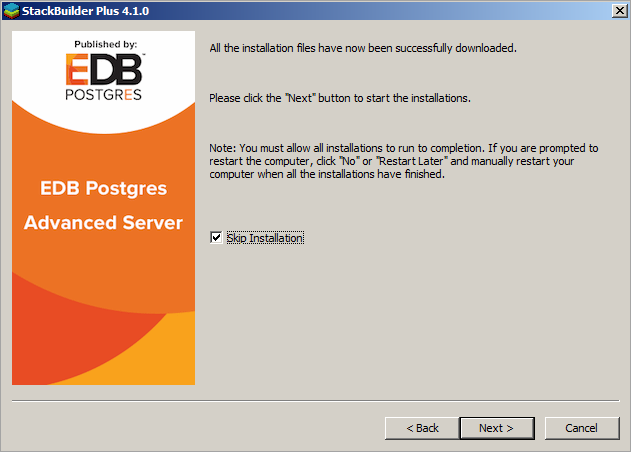 StackBuilder Plus 4.1.0
Published by:
EDB™
POSTGRES
EDB Postgres
Advanced Server
All the installation files have now been successfully downloaded.
Please click the "Next" button to start the installations.
Note: You must allow all installations to run to completion. If you are prompted to
restart the computer, click "No" or "Restart Later" and manually restart your
computer when all the installations have finished.
Skip Installation
< Back
Next >
Cancel